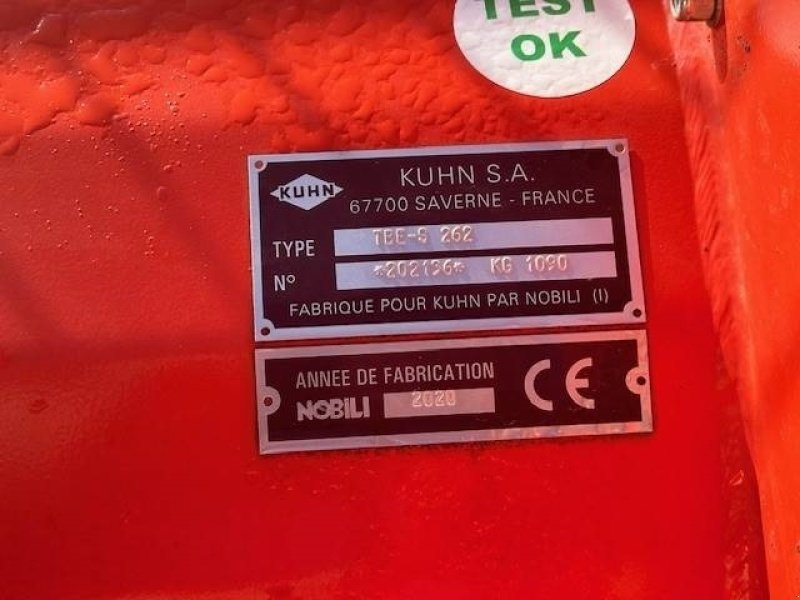 TEST
OK
KUHN
KUHN S.A.
67700 SAVERNE - FRANCE
TYPE TBE-S 262
N° *202136* KG 1090
FABRIQUE POUR KUHN PAR NOBILI (I)
ANNEE DE FABRICATION
NOBILI 2020
CE